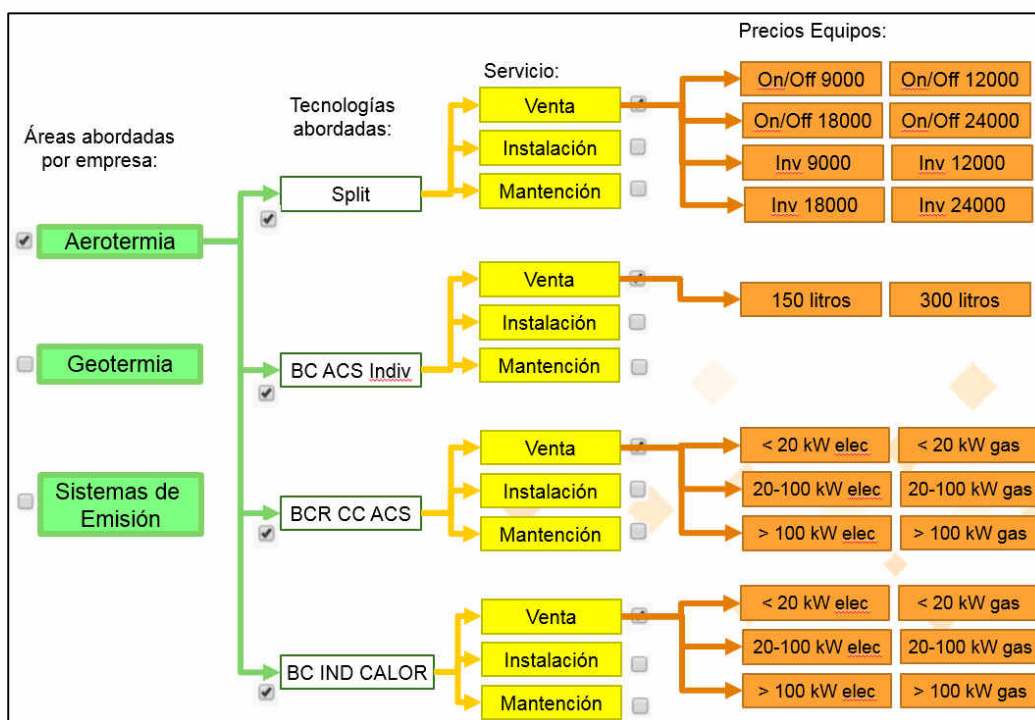 Áreas abordadas
por empresa:
Aerotermia
Geotermia
Sistemas de
Emisión
Tecnologías
abordadas:
Split
BC ACS Indiv
BCR CC ACS
BC IND CALOR
Servicio:
Venta
Instalación
Mantención
Venta
Instalación
Mantención
Venta
Instalación
Mantención
Venta
Instalación
Mantención
Precios Equipos:
On/Off 9000 On/Off 12000
On/Off 18000 On/Off 24000
Inv 9000 Inv 12000
Inv 18000 Inv 24000
150 litros 300 litros
< 20 kW elec < 20 kW gas
20-100 kW elec 20-100 kW gas
> 100 kW elec > 100 kW gas
< 20 kW elec < 20 kW gas
20-100 kW elec 20-100 kW gas
> 100 kW elec > 100 kW gas